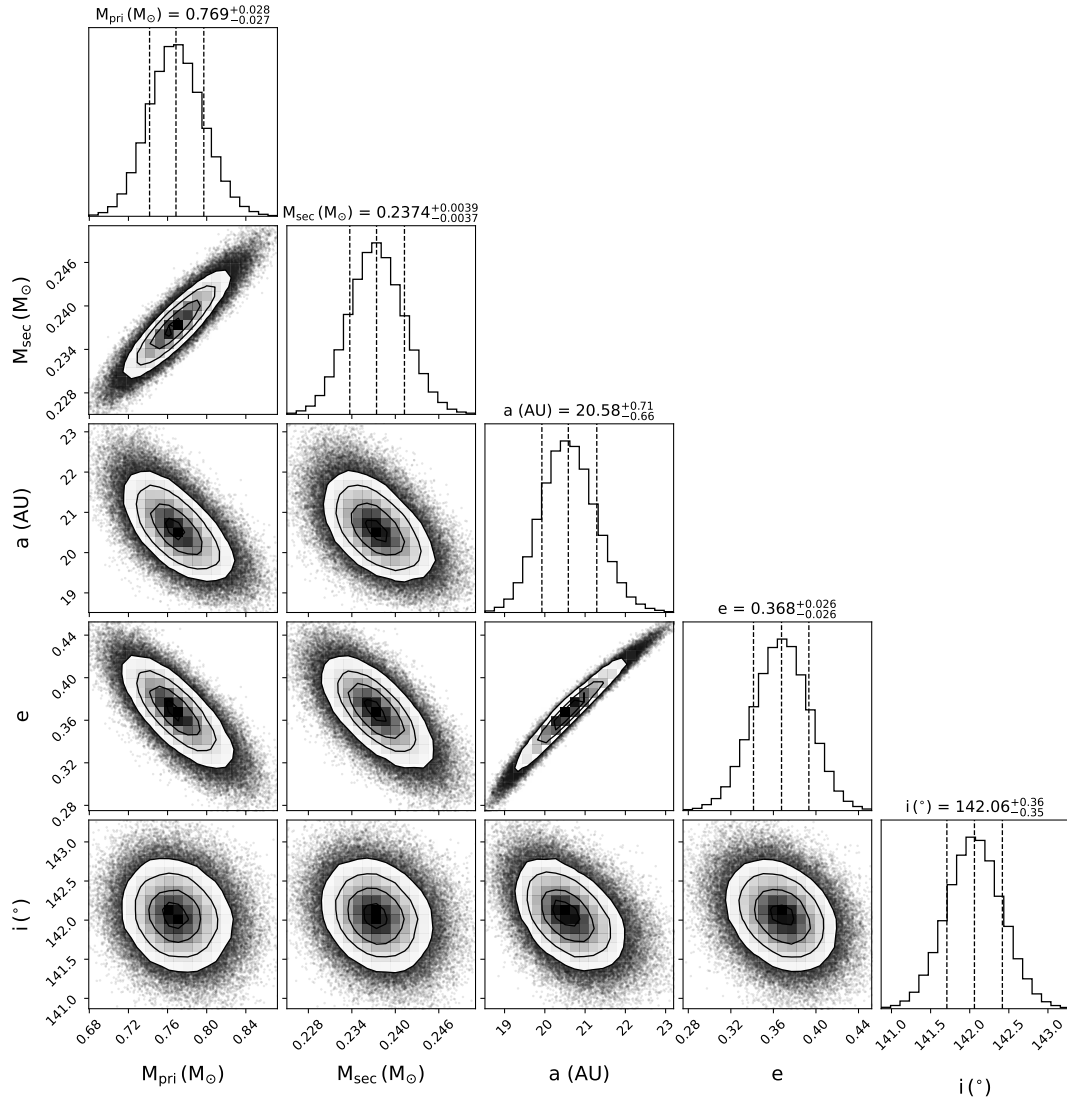 M_pri (M_⊙) = 0.769^{+0.028}_{−0.027}
M_sec (M_⊙) = 0.2374^{+0.0039}_{−0.0037}
M_sec (M_⊙)
0.246
0.240
0.234
0.228
a (AU) = 20.58^{+0.71}_{−0.66}
a (AU)
23
22
21
20
19
18
e = 0.368^{+0.026}_{−0.026}
e
0.44
0.40
0.36
0.32
0.28
i (°) = 142.06^{+0.36}_{−0.35}
i (°)
143.0
142.5
142.0
141.5
141.0
0.68 0.72 0.76 0.80 0.84
0.228 0.234 0.240 0.246
19 20 21 22 23
0.28 0.32 0.36 0.40 0.44
141.0 141.5 142.0 142.5 143.0
M_pri (M_⊙) M_sec (M_⊙) a (AU) e i (°)